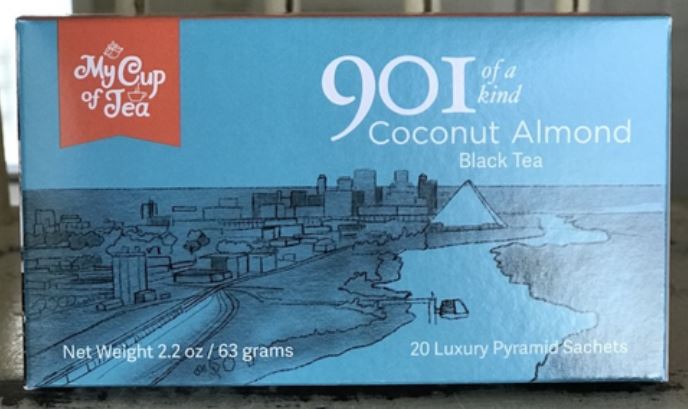 My Cup
of Tea
901 of a
kind
Coconut Almond
Black Tea
Net Weight 2.2 oz / 63 grams
20 Luxury Pyramid Sachets